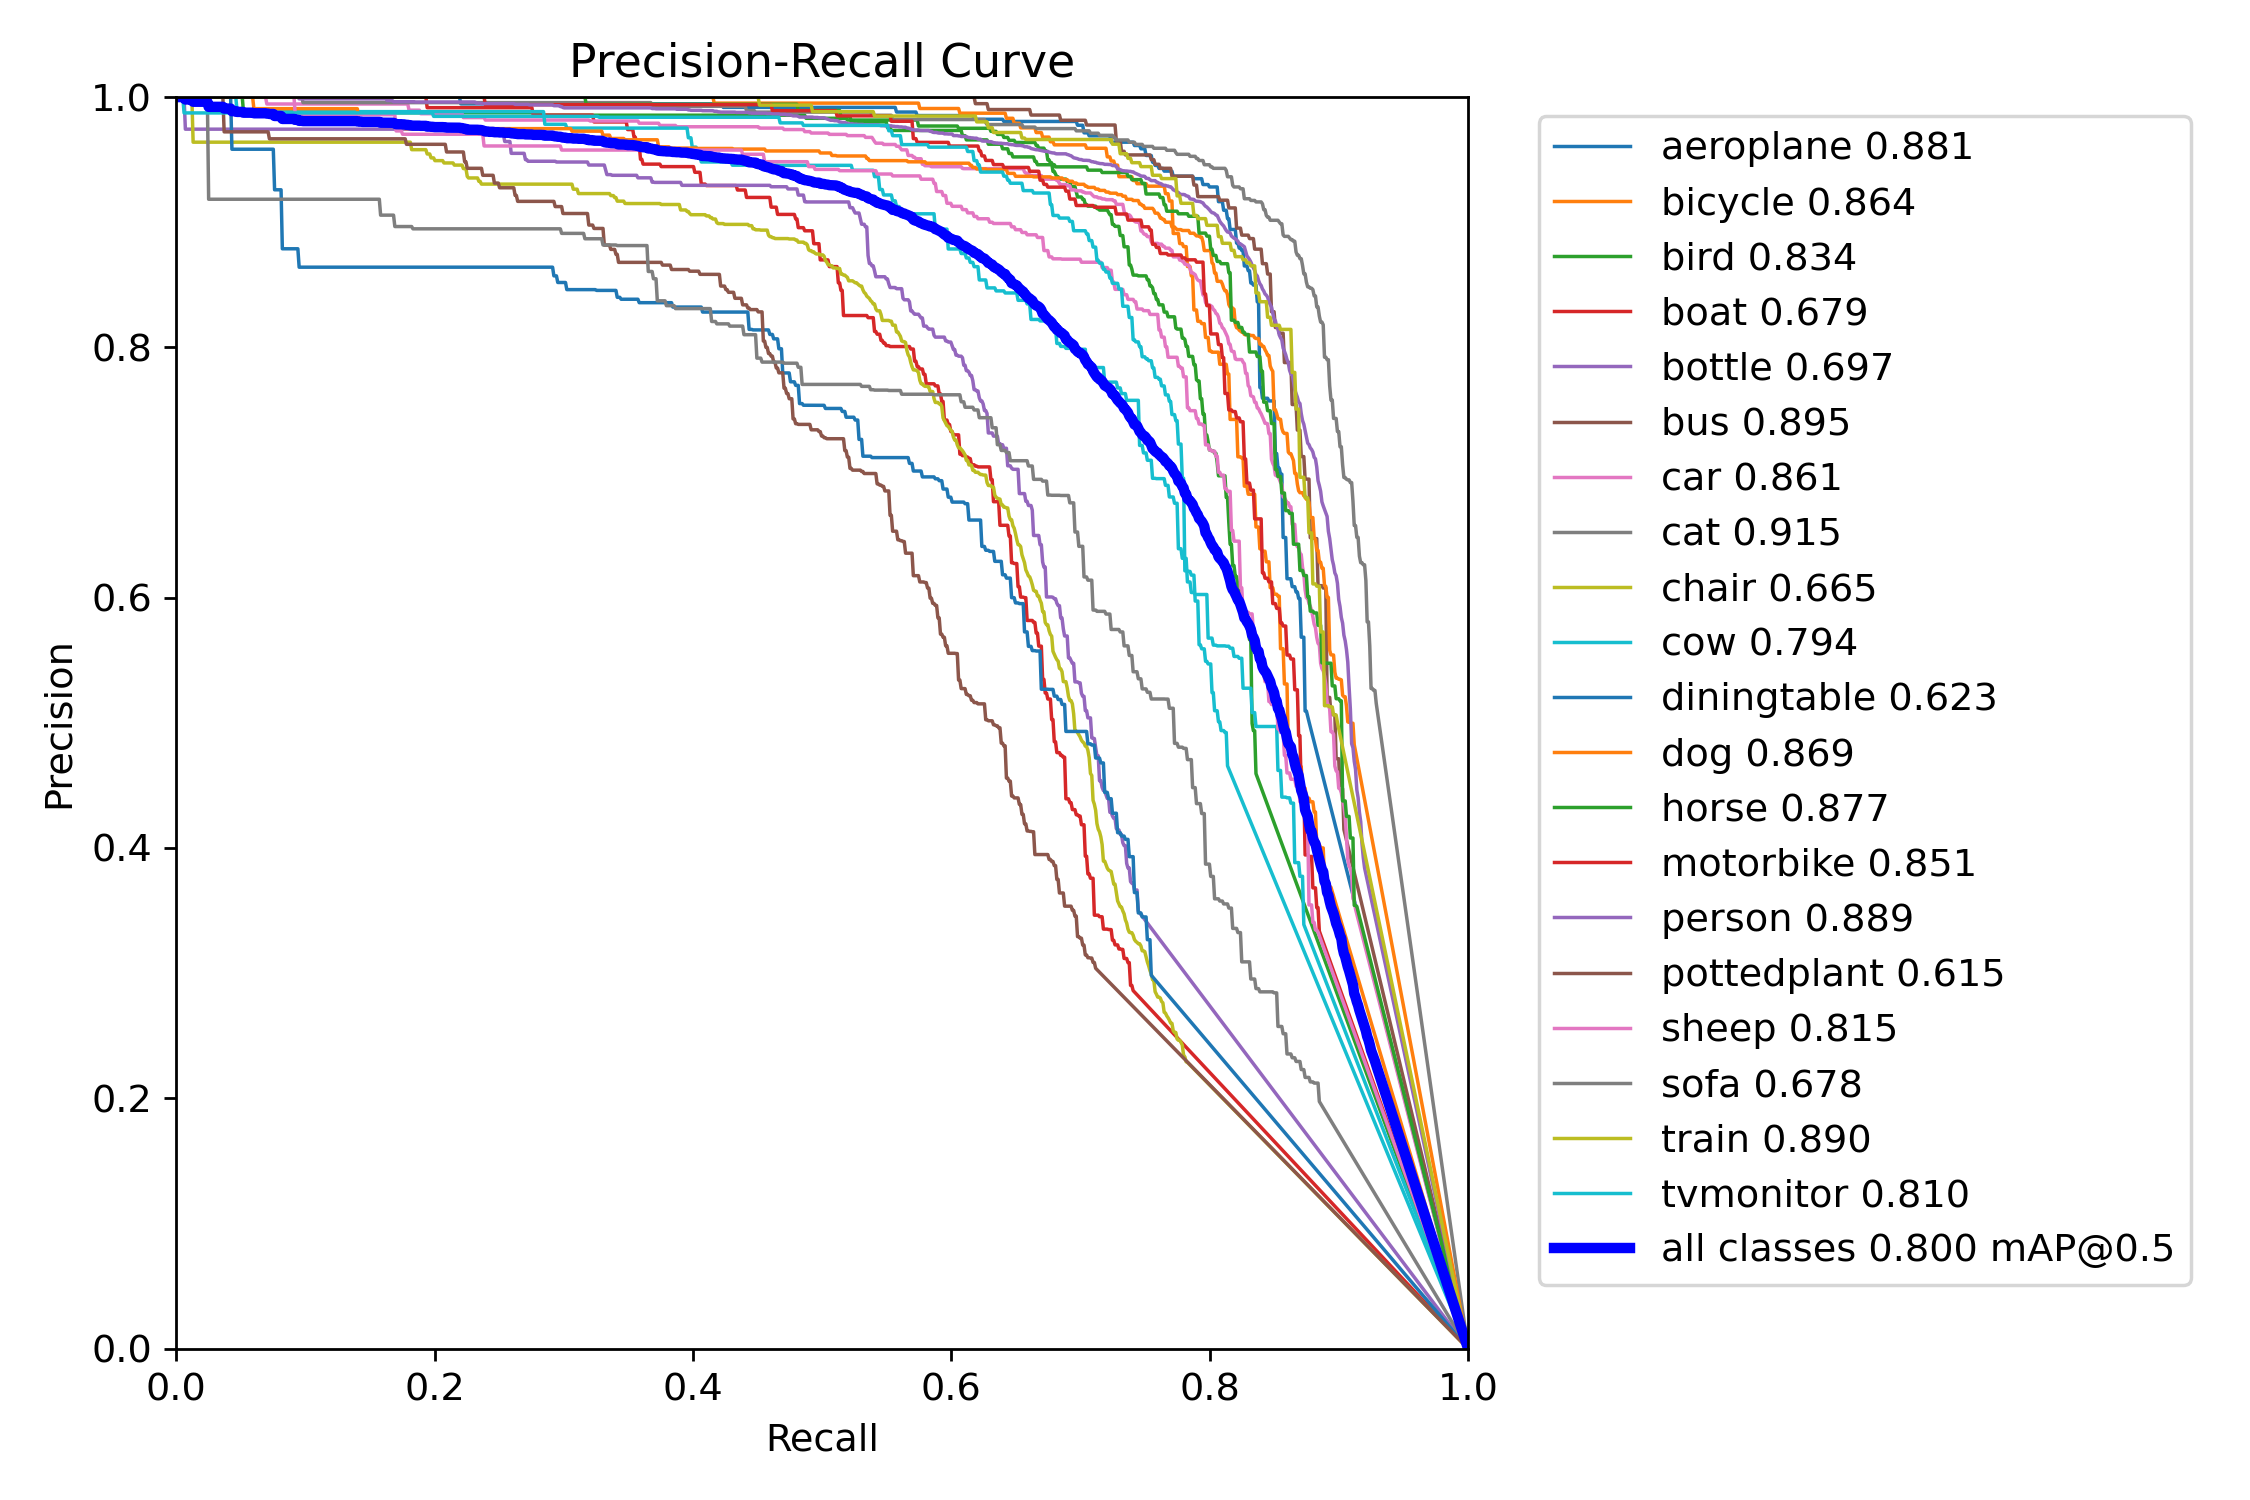 Precision-Recall Curve
1.0
0.8
0.6
0.4
0.2
0.0
Precision
0.0 0.2 0.4 0.6 0.8 1.0
Recall
aeroplane 0.881
bicycle 0.864
bird 0.834
boat 0.679
bottle 0.697
bus 0.895
car 0.861
cat 0.915
chair 0.665
cow 0.794
diningtable 0.623
dog 0.869
horse 0.877
motorbike 0.851
person 0.889
pottedplant 0.615
sheep 0.815
sofa 0.678
train 0.890
tvmonitor 0.810
all classes 0.800 mAP@0.5